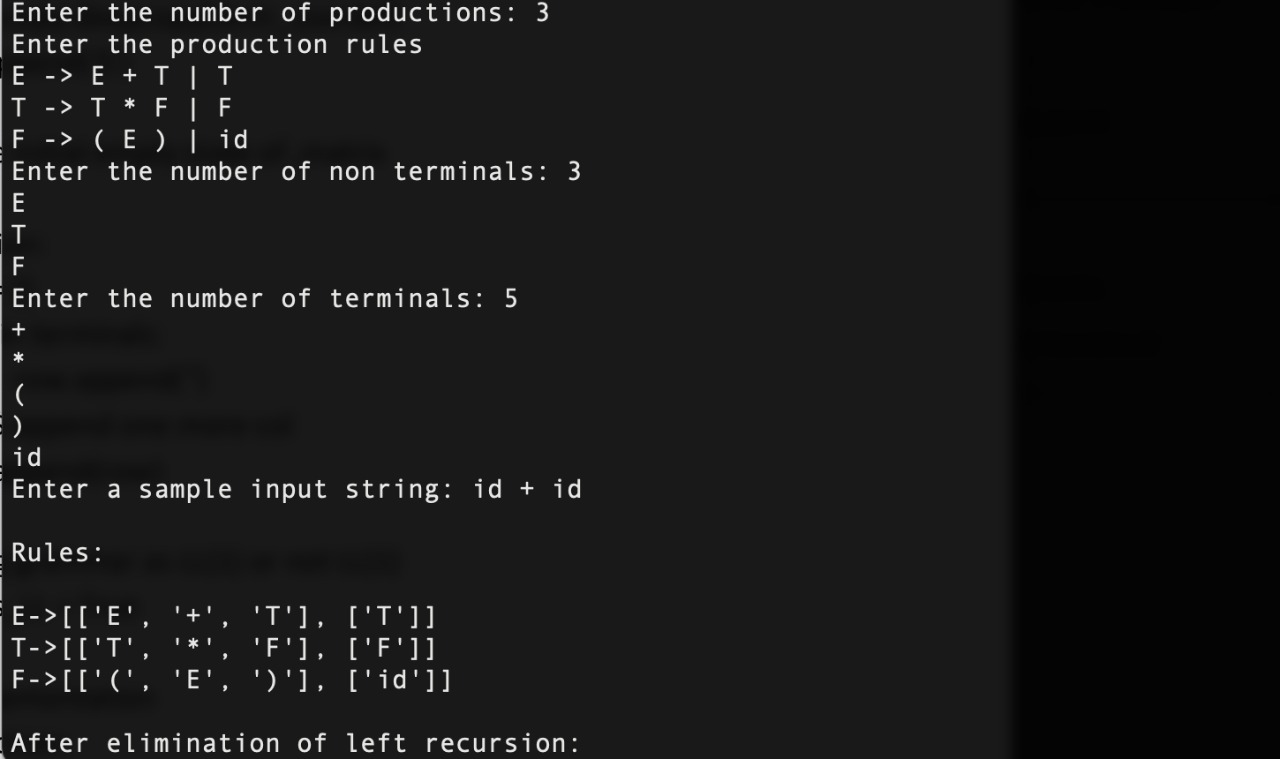 Enter the number of productions: 3
Enter the production rules
E -> E + T | T
T -> T * F | F
F -> ( E ) | id
Enter the number of non terminals: 3
E
T
F
Enter the number of terminals: 5
+
*
(
)
id
Enter a sample input string: id + id
Rules:
E->[['E', '+', 'T'], ['T']]
T->[['T', '*', 'F'], ['F']]
F->[['(', 'E', ')'], ['id']]
After elimination of left recursion: